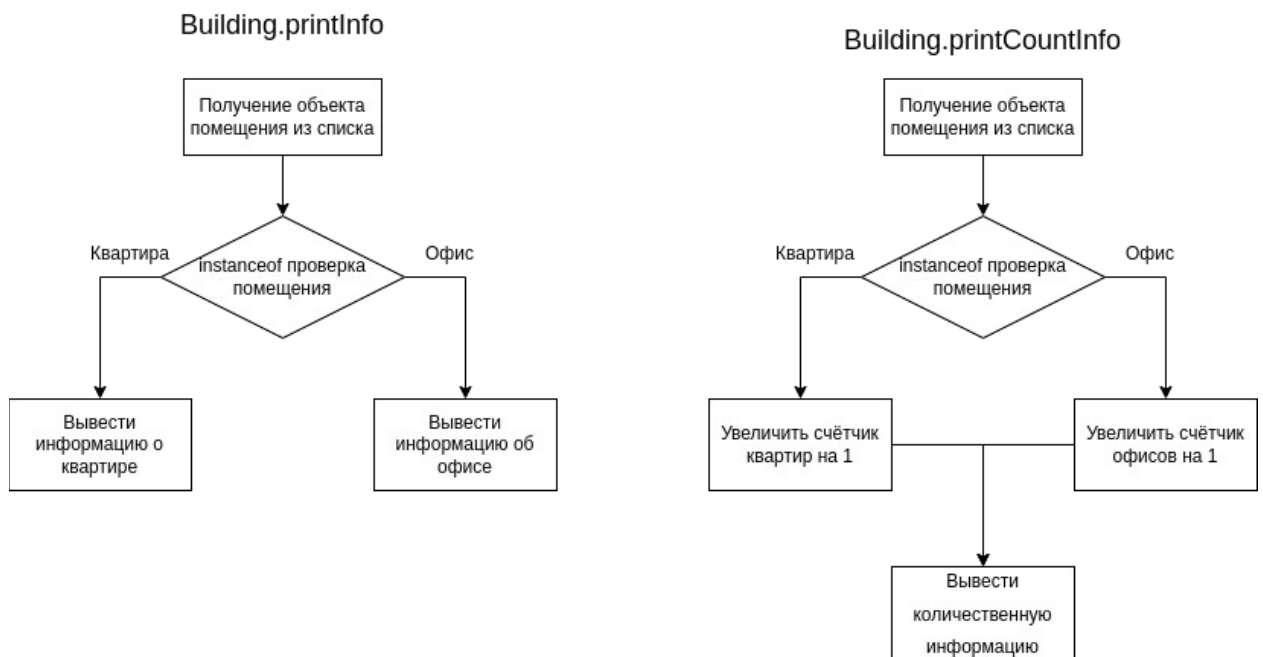 Building.printInfo
Получение объекта
помещения из списка
Квартира
instanceof проверка
помещения
Офис
Вывести
информацию о
квартире
Вывести
информацию об
офисе
Building.printCountInfo
Получение объекта
помещения из списка
Квартира
instanceof проверка
помещения
Офис
Увеличить счётчик
квартир на 1
Увеличить счётчик
офисов на 1
Вывести
количественную
информацию